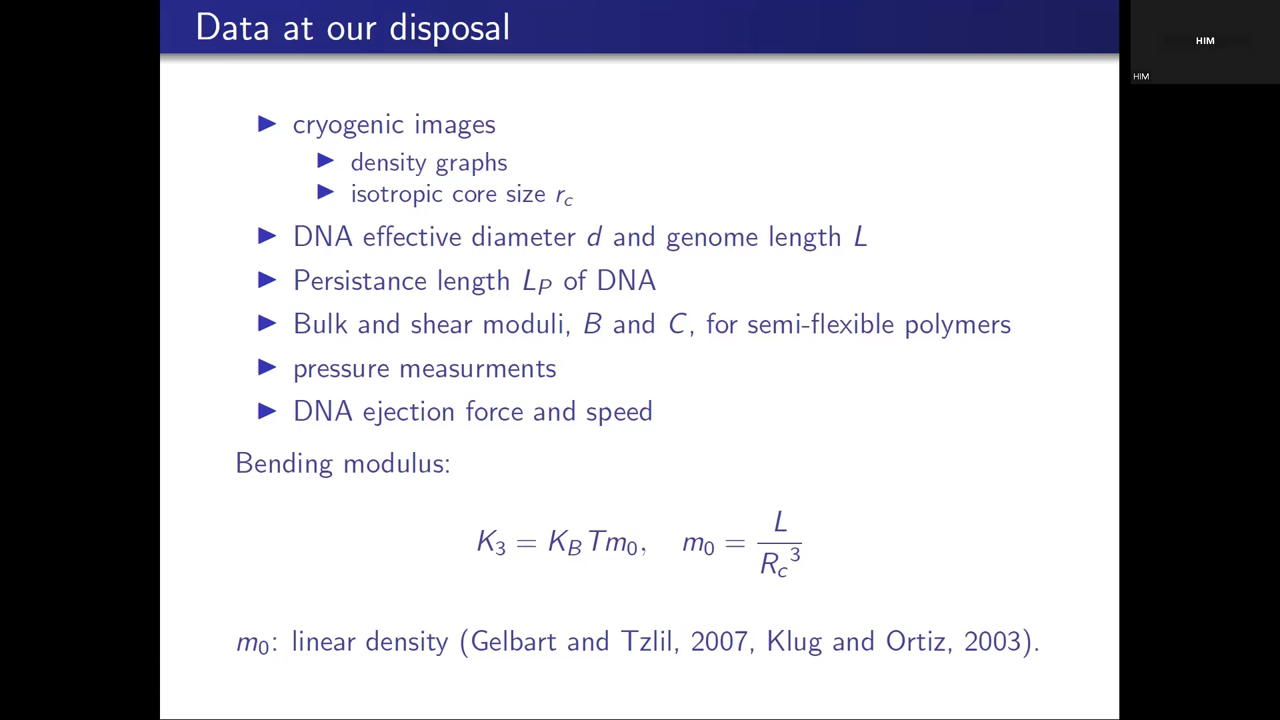 Data at our disposal
HIM
HIM
▶ cryogenic images
▶ density graphs
▶ isotropic core size r_c
▶ DNA effective diameter d and genome length L
▶ Persistance length L_P of DNA
▶ Bulk and shear moduli, B and C, for semi-flexible polymers
▶ pressure measurments
▶ DNA ejection force and speed
Bending modulus:
K_3 = K_B T m_0, m_0 = L / R_c^3
m_0: linear density (Gelbart and Tzlil, 2007, Klug and Ortiz, 2003).